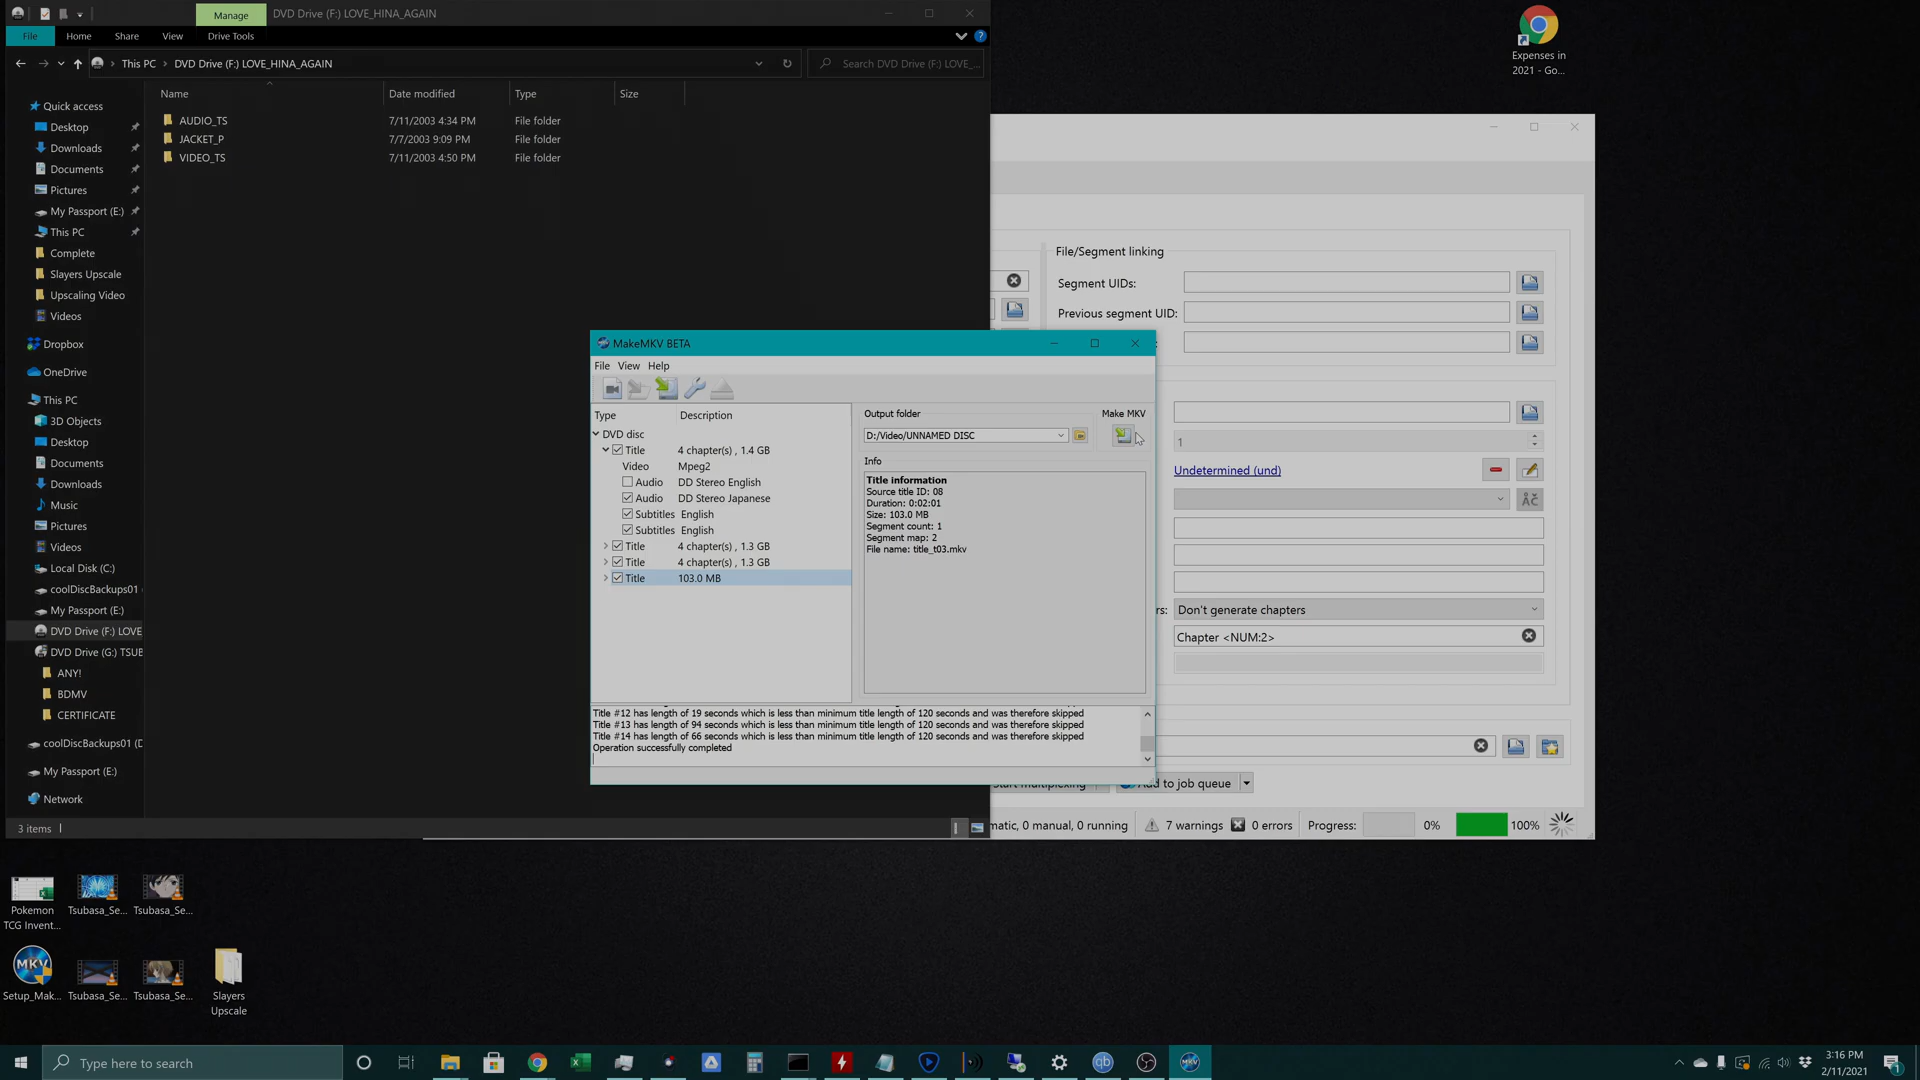 Manage
DVD Drive (F:) LOVE_HINA_AGAIN
File
Home
Share
View
Drive Tools
This PC
DVD Drive (F:) LOVE_HINA_AGAIN
Search DVD Drive (F:) LOVE_...
Name
Date modified
Type
Size
AUDIO_TS
7/11/2003 4:34 PM
File folder
JACKET_P
7/7/2003 9:09 PM
File folder
VIDEO_TS
7/11/2003 4:50 PM
File folder
Quick access
Desktop
Downloads
Documents
Pictures
My Passport (E:)
This PC
Complete
Slayers Upscale
Upscaling Video
Videos
Dropbox
OneDrive
This PC
3D Objects
Desktop
Documents
Downloads
Music
Pictures
Videos
Local Disk (C:)
coolDiscBackups01 (
My Passport (E:)
DVD Drive (F:) LOVE
DVD Drive (G:) TSUB
ANY!
BDMV
CERTIFICATE
coolDiscBackups01 (D
My Passport (E:)
Network
3 items
Expenses in
2021 - Go...
File/Segment linking
Segment UIDs:
Previous segment UID:
1
Undetermined (und)
rs:
Don't generate chapters
Chapter <NUM:2>
Start multiplexing
Add to job queue
matic, 0 manual, 0 running
7 warnings
0 errors
Progress:
0%
100%
MakeMKV BETA
File
View
Help
Type
Description
DVD disc
Title
4 chapter(s) , 1.4 GB
Video
Mpeg2
Audio
DD Stereo English
Audio
DD Stereo Japanese
Subtitles
English
Subtitles
English
Title
4 chapter(s) , 1.3 GB
Title
4 chapter(s) , 1.3 GB
Title
103.0 MB
Output folder
D:/Video/UNNAMED DISC
Make MKV
Info
Title information
Source title ID: 08
Duration: 0:02:01
Size: 103.0 MB
Segment count: 1
Segment map: 2
File name: title_t03.mkv
Title #12 has length of 19 seconds which is less than minimum title length of 120 seconds and was therefore skipped
Title #13 has length of 94 seconds which is less than minimum title length of 120 seconds and was therefore skipped
Title #14 has length of 66 seconds which is less than minimum title length of 120 seconds and was therefore skipped
Operation successfully completed
Pokemon
TCG Invent...
Tsubasa_Se...
Tsubasa_Se...
MKV
Setup_Mak...
Tsubasa_Se...
Tsubasa_Se...
Slayers
Upscale
Type here to search
qb
MKV
3:16 PM
2/11/2021
1